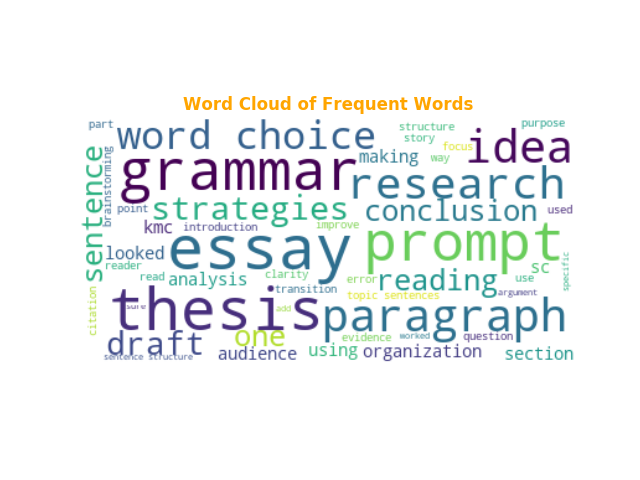 Word Cloud of Frequent Words
part
word choice
structure
purpose
story
idea
focus
way
making
grammar
sentence
brainstorming
research
strategies
conclusion
point
used
kmc
introduction
improve
essay
prompt
looked
reader
read
analysis
clarity
reading
error
sc
use
specific
transition
topic sentences
argument
citation
thesis
sure
add
paragraph
draft
one
evidence
worked
question
sentence structure
audience
using
organization
section